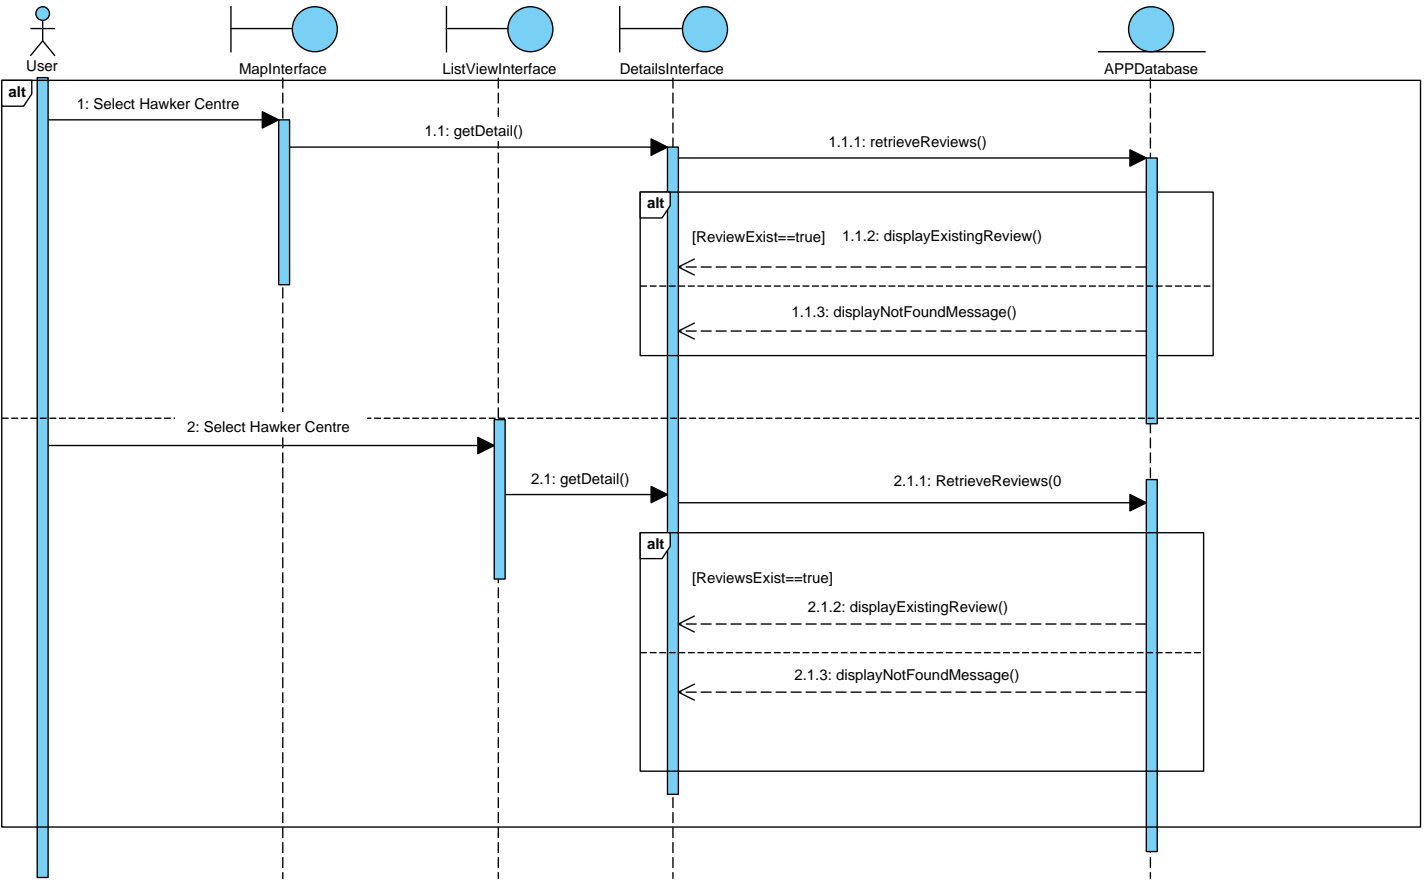 User
MapInterface
ListViewInterface
DetailsInterface
APPDatabase
alt
1: Select Hawker Centre
1.1: getDetail()
1.1.1: retrieveReviews()
alt
[ReviewExist==true]
1.1.2: displayExistingReview()
1.1.3: displayNotFoundMessage()
2: Select Hawker Centre
2.1: getDetail()
2.1.1: RetrieveReviews(0
alt
[ReviewsExist==true]
2.1.2: displayExistingReview()
2.1.3: displayNotFoundMessage()